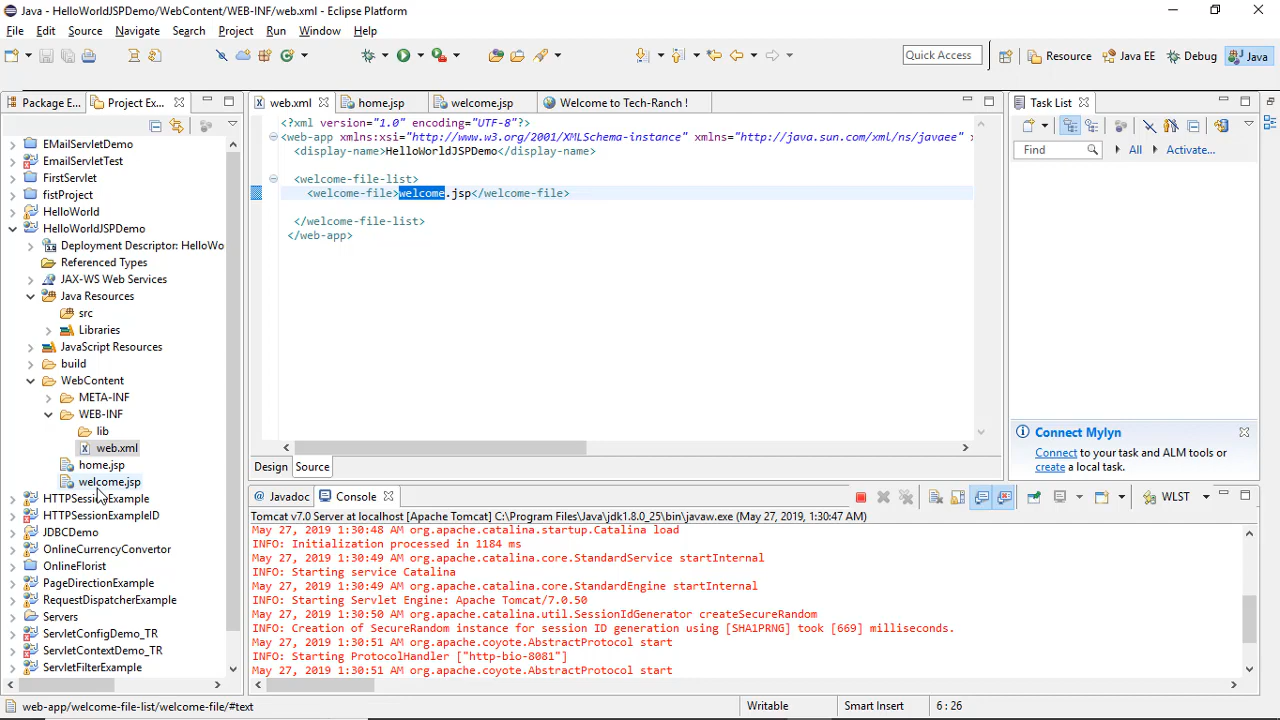 Java - HelloWorldJSPDemo/WebContent/WEB-INF/web.xml - Eclipse Platform
File Edit Source Navigate Search Project Run Window Help
Quick Access Resource Java EE Debug Java
Package E... Project Ex...
web.xml home.jsp welcome.jsp Welcome to Tech-Ranch !
Task List
Find All Activate...
EMailServletDemo
EmailServletTest
FirstServlet
fistProject
HelloWorld
HelloWorldJSPDemo
Deployment Descriptor: HelloWo
Referenced Types
JAX-WS Web Services
Java Resources
src
Libraries
JavaScript Resources
build
WebContent
META-INF
WEB-INF
lib
web.xml
home.jsp
welcome.jsp
HTTPSessionExample
HTTPSessionExampleID
JDBCDemo
OnlineCurrencyConvertor
OnlineFlorist
PageDirectionExample
RequestDispatcherExample
Servers
ServletConfigDemo_TR
ServletContextDemo_TR
ServletFilterExample
<?xml version="1.0" encoding="UTF-8"?>
<web-app xmlns:xsi="http://www.w3.org/2001/XMLSchema-instance" xmlns="http://java.sun.com/xml/ns/javaee" x
<display-name>HelloWorldJSPDemo</display-name>
<welcome-file-list>
<welcome-file>welcome.jsp</welcome-file>
</welcome-file-list>
</web-app>
Design Source
Connect Mylyn
Connect to your task and ALM tools or
create a local task.
Javadoc Console
WLST
Tomcat v7.0 Server at localhost [Apache Tomcat] C:\Program Files\Java\jdk1.8.0_25\bin\javaw.exe (May 27, 2019 1:30:47 AM)
May 27, 2019 1:30:48 AM org.apache.catalina.startup.Catalina load
INFO: Initialization processed in 1184 ms
May 27, 2019 1:30:49 AM org.apache.catalina.core.StandardService startInternal
INFO: Starting service Catalina
May 27, 2019 1:30:49 AM org.apache.catalina.core.StandardEngine startInternal
INFO: Starting Servlet Engine: Apache Tomcat/7.0.50
May 27, 2019 1:30:50 AM org.apache.catalina.util.SessionIdGenerator createSecureRandom
INFO: Creation of SecureRandom instance for session ID generation using [SHA1PRNG] took [669] milliseconds.
May 27, 2019 1:30:51 AM org.apache.coyote.AbstractProtocol start
INFO: Starting ProtocolHandler ["http-bio-8081"]
May 27, 2019 1:30:51 AM org.apache.coyote.AbstractProtocol start
web-app/welcome-file-list/welcome-file/#text Writable Smart Insert 6 : 26